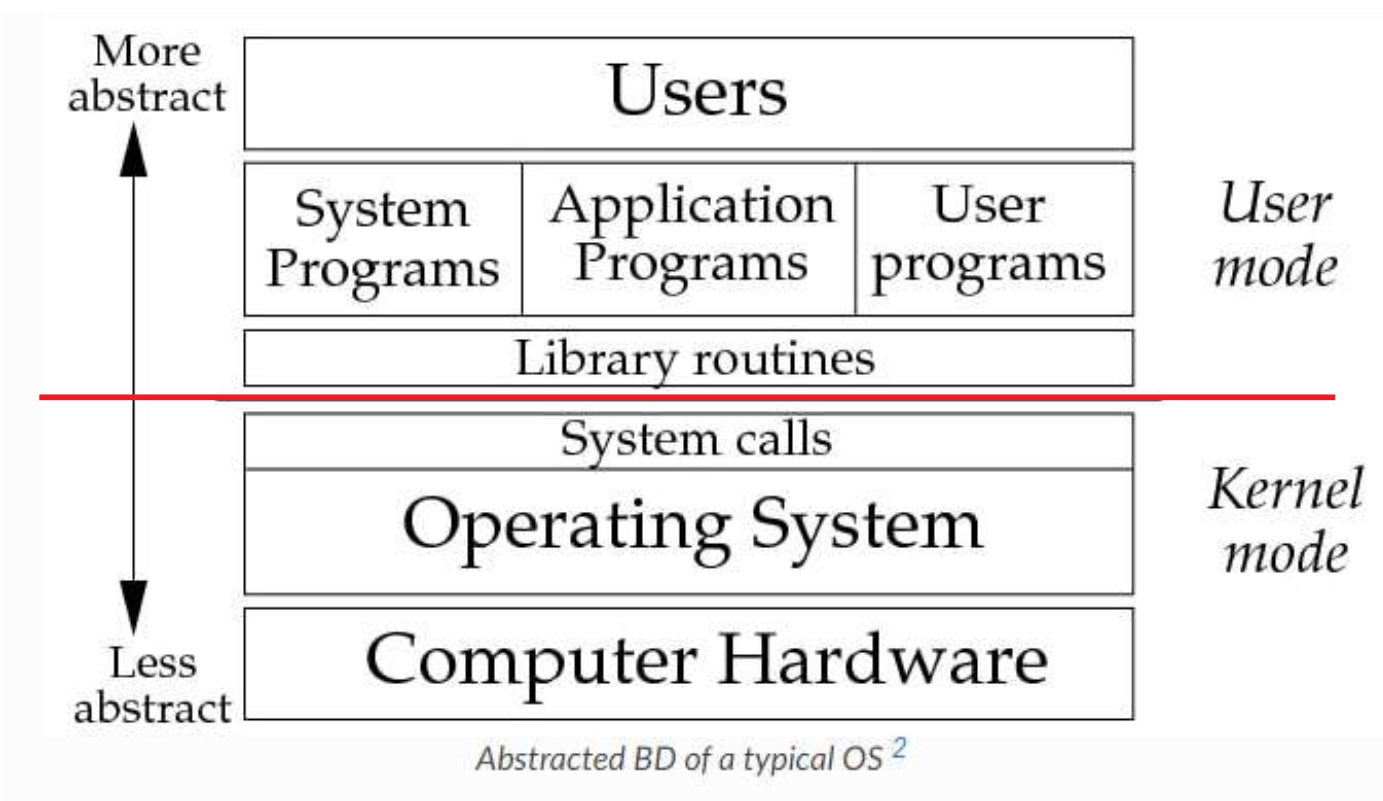 More
abstract
Users
System
Programs
Application
Programs
User
programs
User
mode
Library routines
System calls
Operating System
Kernel
mode
Computer Hardware
Less
abstract
Abstracted BD of a typical OS 2